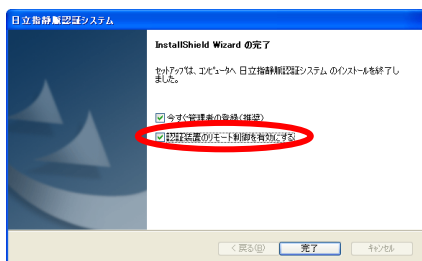 日立指静脈認証システム
InstallShield Wizard の完了
セットアップは、コンピュータへ 日立指静脈認証システム のインストールを終了し
ました。
今すぐ管理者の登録(推奨)
認証装置のリモート制御を有効にする
< 戻る(B)
完了
キャンセル